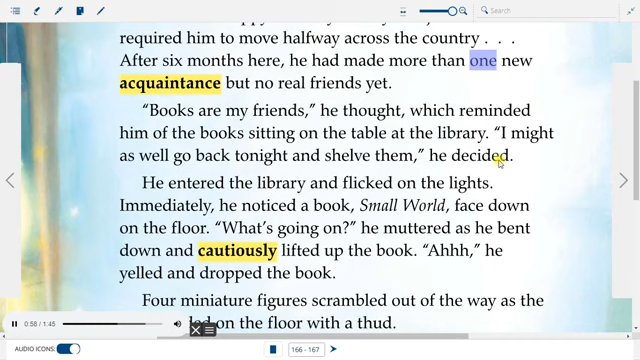 Search
required him to move halfway across the country . . .
After six months here, he had made more than one new
acquaintance but no real friends yet.
“Books are my friends,” he thought, which reminded
him of the books sitting on the table at the library. “I might
as well go back tonight and shelve them,” he decided.
He entered the library and flicked on the lights.
Immediately, he noticed a book, Small World, face down
on the floor. “What’s going on?” he muttered as he bent
down and cautiously lifted up the book. “Ahhh,” he
yelled and dropped the book.
Four miniature figures scrambled out of the way as the
on the floor with a thud.
0:58 / 1:45
AUDIO ICONS:
166 - 167